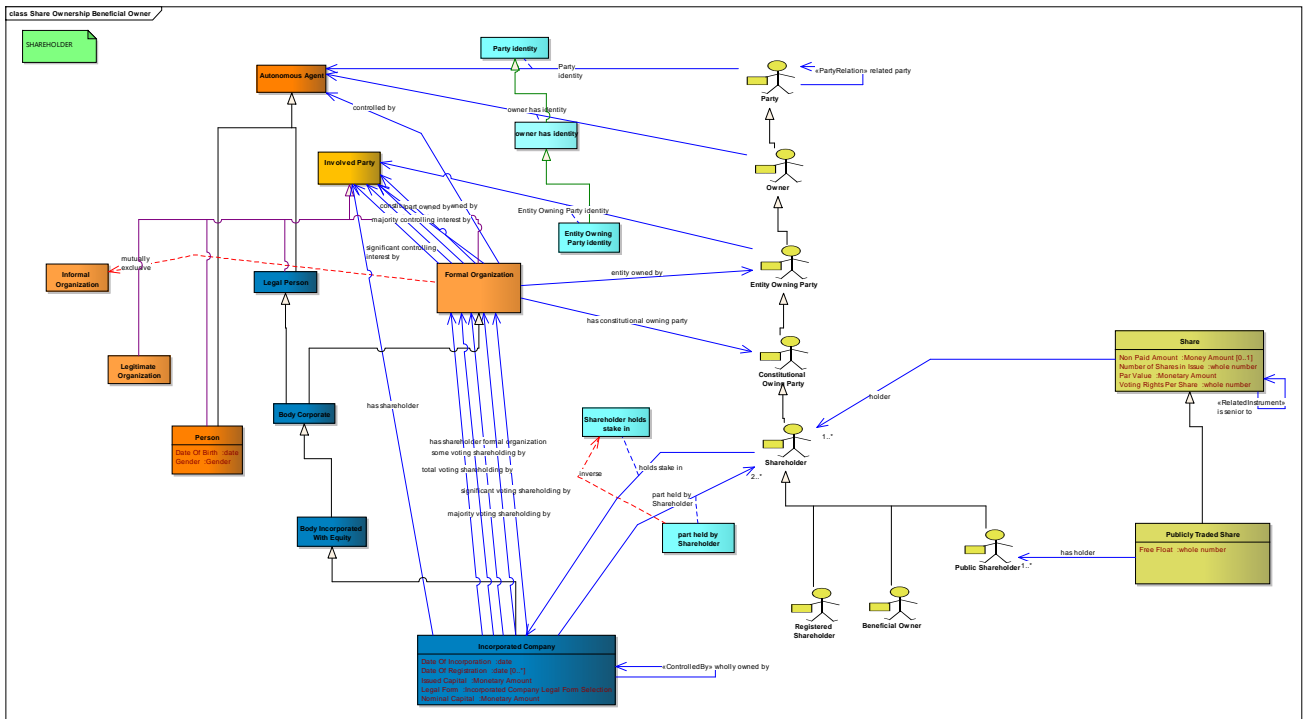 class Share Ownership Beneficial Owner
SHAREHOLDER
Party identity
Autonomous Agent
Party
identity
«PartyRelation» related party
Party
controlled by
owner has identity
owner has identity
Involved Party
Owner
majority controlling interest by
Entity Owning Party identity
significant controlling
interest by
Entity Owning
Party identity
mutually
exclusive
Informal
Organization
Legal Person
Formal Organization
entity owned by
Entity Owning Party
has constitutional owning party
Constitutional
Owing Party
Share
Non Paid Amount :Money Amount [0..1]
Number of Shares in Issue :whole number
Par Value :Monetary Amount
Voting Rights Per Share :whole number
«RelatedInstrument»
is senior to
Legitimate
Organization
holder
1..*
Body Corporate
has shareholder
Shareholder holds
stake in
Person
Date Of Birth :date
Gender :Gender
has shareholder formal organization
some voting shareholding by
total voting shareholding by
significant voting shareholding by
majority voting shareholding by
Shareholder
holds stake in
2..*
inverse
part held by
Shareholder
Body Incorporated
With Equity
part held by
Shareholder
Publicly Traded Share
Free Float :whole number
has holder
1..*
Public Shareholder
Registered
Shareholder
Beneficial Owner
Incorporated Company
Date Of Incorporation :date
Date Of Registration :date [0..*]
Issued Capital :Monetary Amount
Legal Form :Incorporated Company Legal Form Selection
Nominal Capital :Monetary Amount
«ControlledBy» wholly owned by